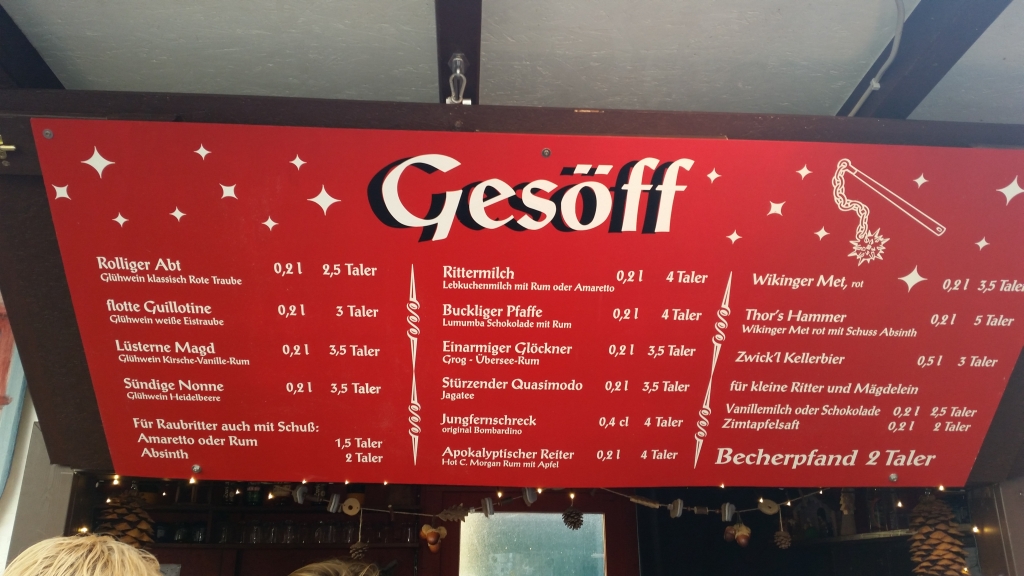 Gesöff
Rolliger Abt 0,2 l 2,5 Taler
Glühwein klassisch Rote Traube
flotte Guillotine 0,2 l 3 Taler
Glühwein weiße Eistraube
Lüsterne Magd 0,2 l 3,5 Taler
Glühwein Kirsche-Vanille-Rum
Sündige Nonne 0,2 l 3,5 Taler
Glühwein Heidelbeere
Für Raubritter auch mit Schuß:
Amaretto oder Rum 1,5 Taler
Absinth 2 Taler
Rittermilch 0,2 l 4 Taler
Lebkuchenmilch mit Rum oder Amaretto
Buckliger Pfaffe 0,2 l 4 Taler
Lumumba Schokolade mit Rum
Einarmiger Glöckner 0,2 l 3,5 Taler
Grog - Übersee-Rum
Stürzender Quasimodo 0,2 l 3,5 Taler
Jagatee
Jungfernschreck 0,4 cl 4 Taler
original Bombardino
Apokalyptischer Reiter 0,2 l 4 Taler
Hot C. Morgan Rum mit Apfel
Wikinger Met, rot 0,2 l 3,5 Taler
Thor's Hammer 0,2 l 5 Taler
Wikinger Met rot mit Schuss Absinth
Zwick'l Kellerbier 0,5 l 3 Taler
für kleine Ritter und Mägdelein
Vanillemilch oder Schokolade 0,2 l 2,5 Taler
Zimtapfelsaft 0,2 l 2 Taler
Becherpfand 2 Taler